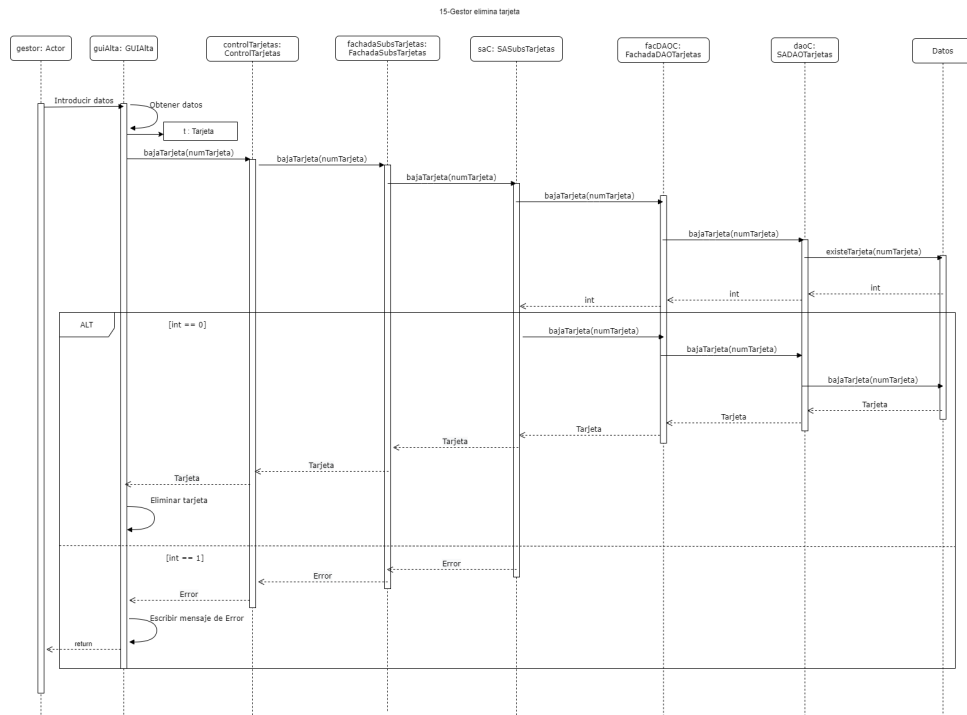 15-Gestor elimina tarjeta
gestor: Actor
guiAlta: GUIAlta
controlTarjetas:
ControlTarjetas
fachadaSubsTarjetas:
FachadaSubsTarjetas
saC: SASubsTarjetas
facDAOC:
FachadaDAOTarjetas
daoC:
SADAOTarjetas
Datos
Introducir datos
Obtener datos
t : Tarjeta
bajaTarjeta(numTarjeta)
bajaTarjeta(numTarjeta)
bajaTarjeta(numTarjeta)
bajaTarjeta(numTarjeta)
bajaTarjeta(numTarjeta)
existeTarjeta(numTarjeta)
int
int
int
ALT
[int == 0]
bajaTarjeta(numTarjeta)
bajaTarjeta(numTarjeta)
bajaTarjeta(numTarjeta)
Tarjeta
Tarjeta
Tarjeta
Tarjeta
Tarjeta
Tarjeta
Eliminar tarjeta
[int == 1]
Error
Error
Error
Escribir mensaje de Error
return